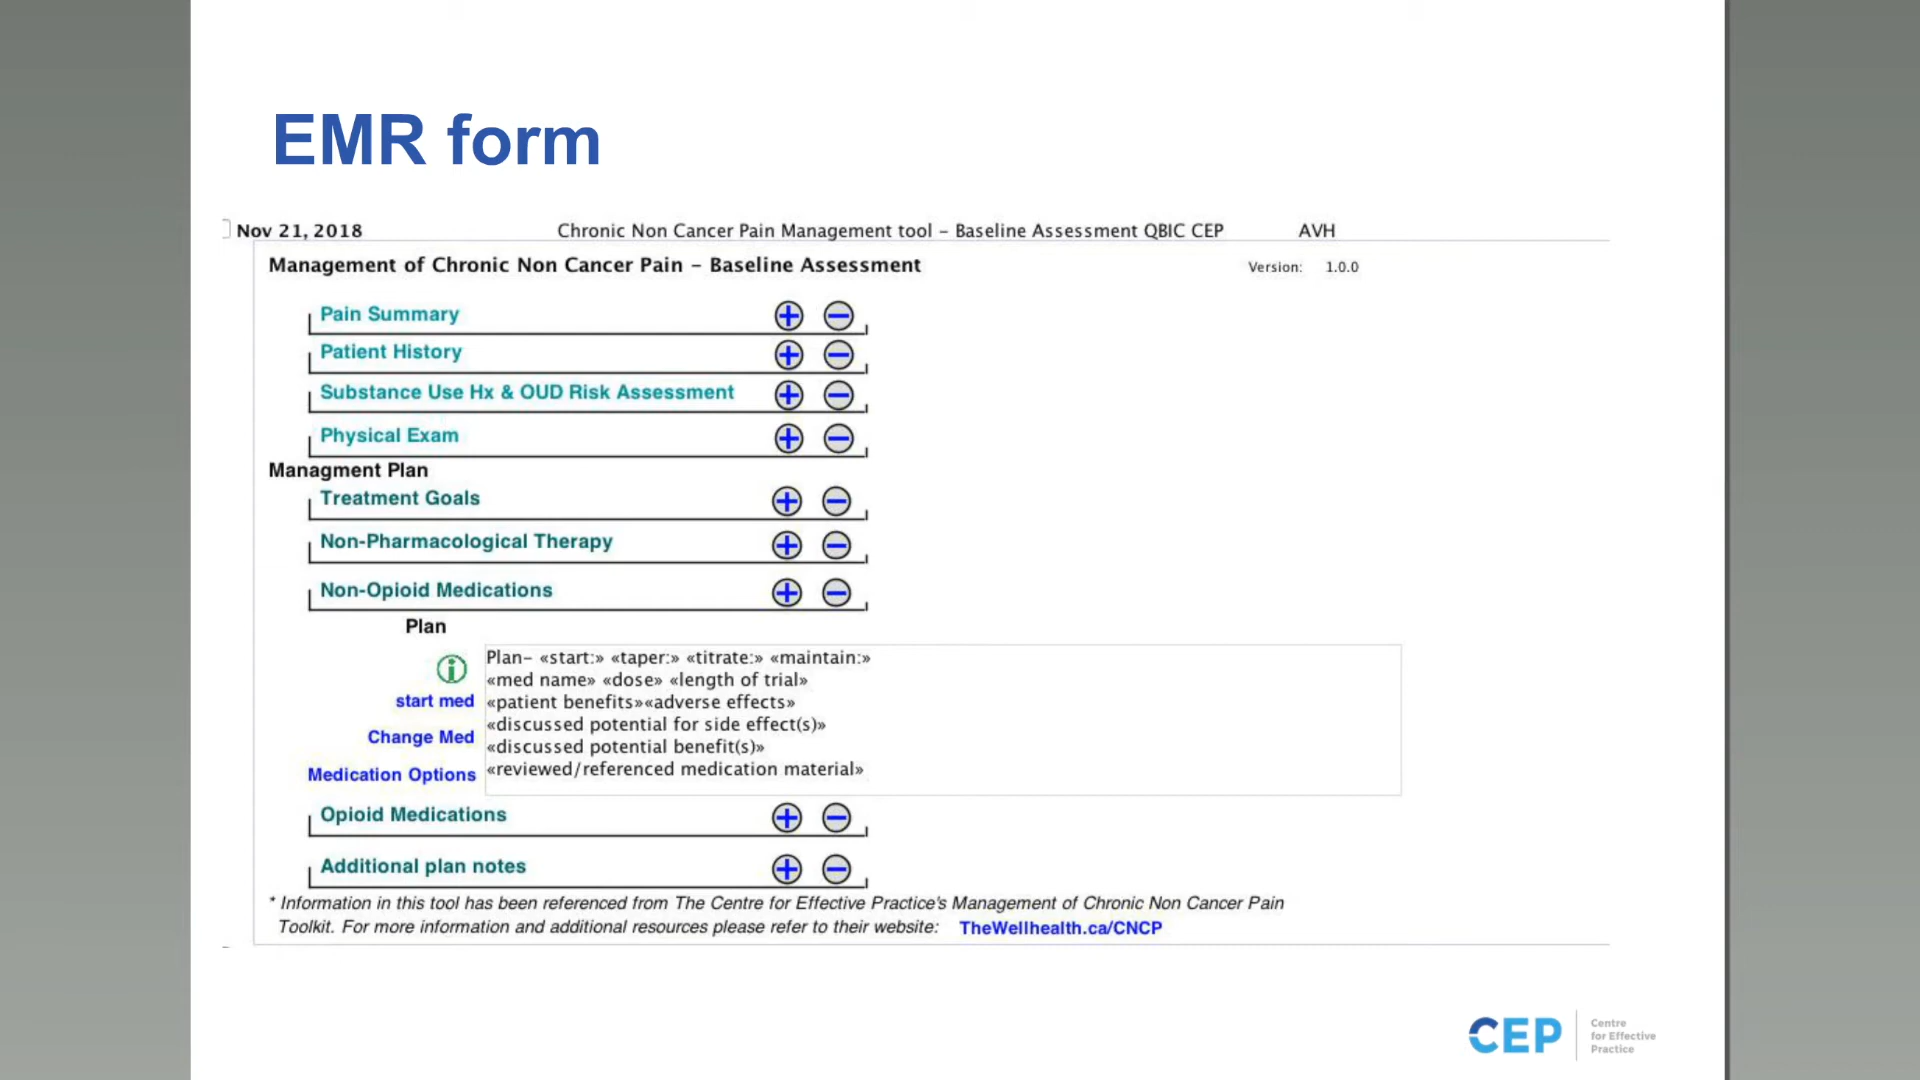 EMR form
Nov 21, 2018 Chronic Non Cancer Pain Management tool – Baseline Assessment QBIC CEP AVH
Management of Chronic Non Cancer Pain – Baseline Assessment Version: 1.0.0
Pain Summary
Patient History
Substance Use Hx & OUD Risk Assessment
Physical Exam
Managment Plan
Treatment Goals
Non-Pharmacological Therapy
Non-Opioid Medications
Plan
Plan– «start:» «taper:» «titrate:» «maintain:»
«med name» «dose» «length of trial»
start med «patient benefits»«adverse effects»
«discussed potential for side effect(s)»
Change Med
«discussed potential benefit(s)»
Medication Options «reviewed/referenced medication material»
Opioid Medications
Additional plan notes
* Information in this tool has been referenced from The Centre for Effective Practice's Management of Chronic Non Cancer Pain
Toolkit. For more information and additional resources please refer to their website: TheWellhealth.ca/CNCP
CEP
Centre
for Effective
Practice